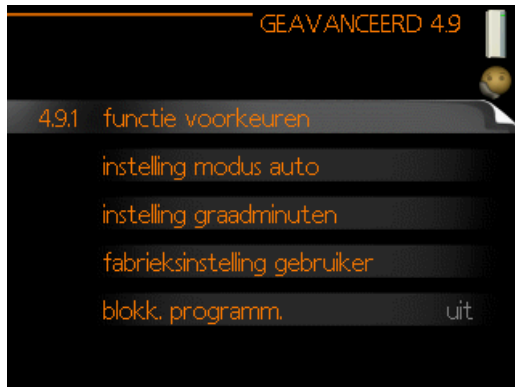 GEAVANCEERD 4.9
4.9.1 functie voorkeuren
instelling modus auto
instelling graadminuten
fabrieksinstelling gebruiker
blokk. programm. uit